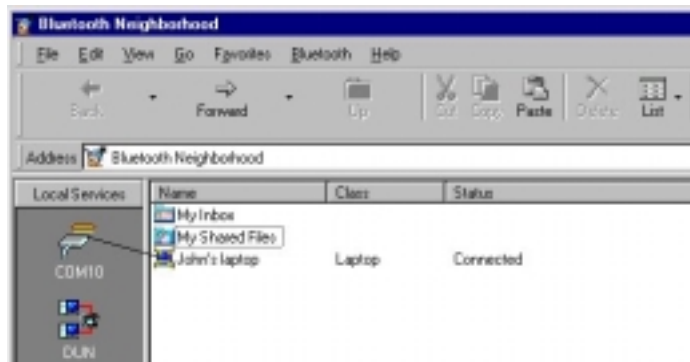 Bluetooth Neighborhood
File Edit View Go Favorites Bluetooth Help
Back Forward Up Cut Copy Paste Delete List
Address Bluetooth Neighborhood
Local Services Name Class Status
My Inbox
My Shared Files
John's laptop Laptop Connected
COM10
DUN